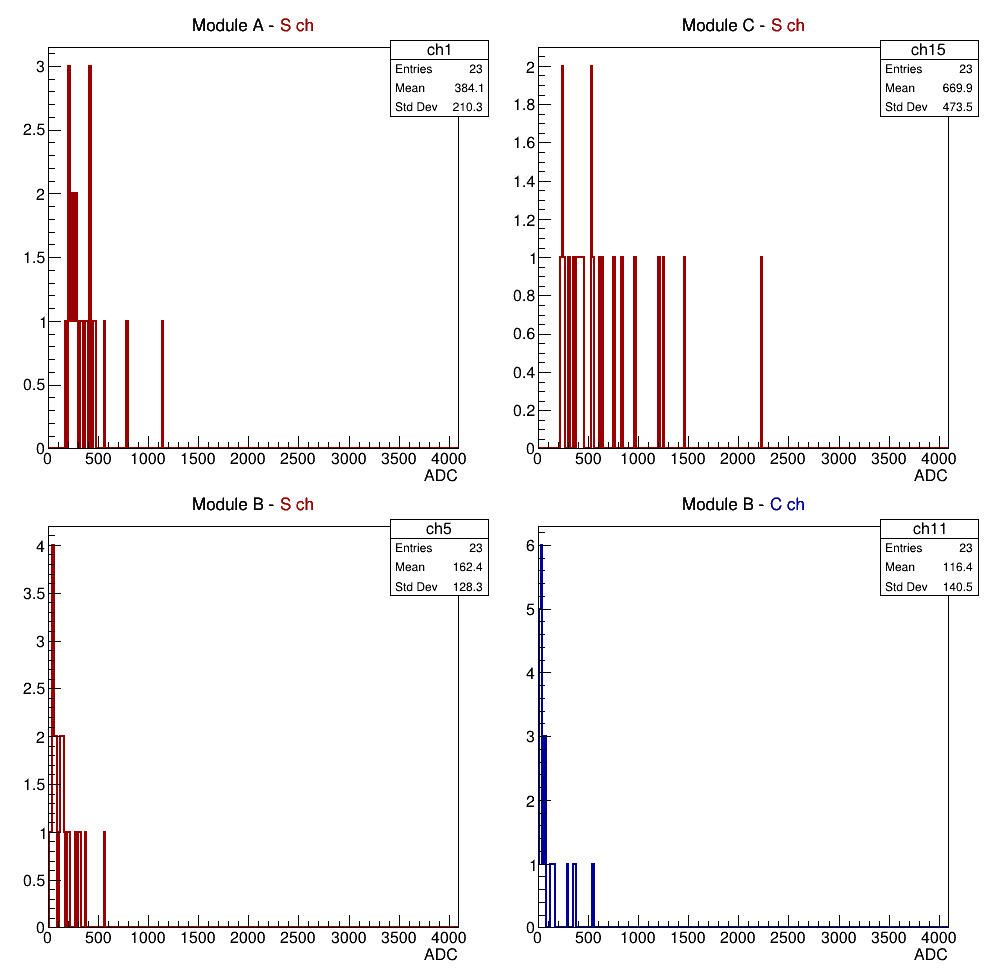 Module A - S ch
ch1
Entries 23
Mean 384.1
Std Dev 210.3
3
2.5
2
1.5
1
0.5
0
0 500 1000 1500 2000 2500 3000 3500 4000
ADC
Module C - S ch
ch15
Entries 23
Mean 669.9
Std Dev 473.5
2
1.8
1.6
1.4
1.2
1
0.8
0.6
0.4
0.2
0
0 500 1000 1500 2000 2500 3000 3500 4000
ADC
Module B - S ch
ch5
Entries 23
Mean 162.4
Std Dev 128.3
4
3.5
3
2.5
2
1.5
1
0.5
0
0 500 1000 1500 2000 2500 3000 3500 4000
ADC
Module B - C ch
ch11
Entries 23
Mean 116.4
Std Dev 140.5
6
5
4
3
2
1
0
0 500 1000 1500 2000 2500 3000 3500 4000
ADC